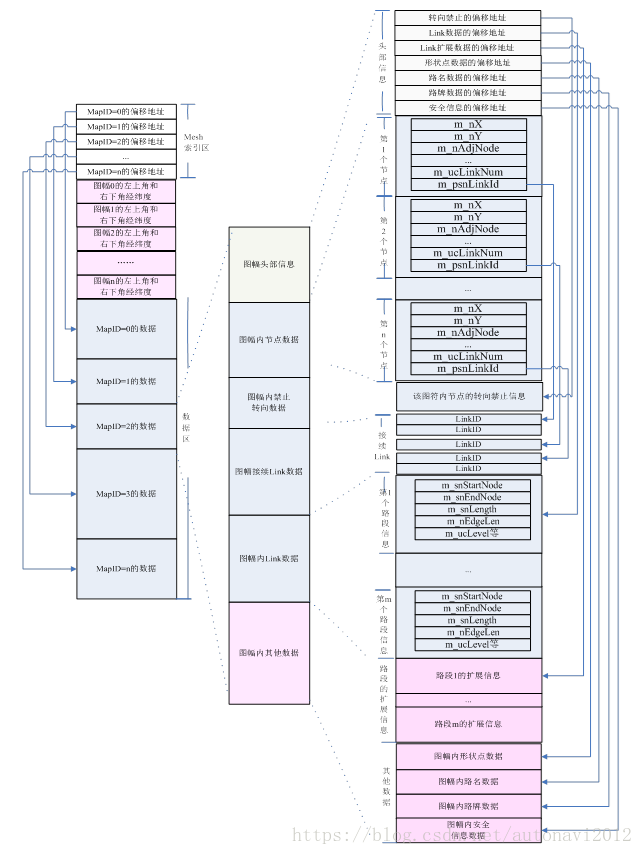 MapID=0的偏移地址
MapID=1的偏移地址
MapID=2的偏移地址
...
MapID=n的偏移地址
Mesh
索引区
图幅0的左上角和
右下角经纬度
图幅1的左上角和
右下角经纬度
图幅2的左上角和
右下角经纬度
……
图幅n的左上角和
右下角经纬度
MapID=0的数据
MapID=1的数据
MapID=2的数据
MapID=3的数据
MapID=n的数据
数据区
图幅头部信息
图幅内节点数据
图幅内禁止
转向数据
图幅接续Link数据
图幅内Link数据
图幅内其他数据
头部信息
转向禁止的偏移地址
Link数据的偏移地址
Link扩展数据的偏移地址
形状点数据的偏移地址
路名数据的偏移地址
路牌数据的偏移地址
安全信息的偏移地址
第1个节点
m_nX
m_nY
m_nAdjNode
...
m_ucLinkNum
m_psnLinkId
第2个节点
m_nX
m_nY
m_nAdjNode
...
m_ucLinkNum
m_psnLinkId
...
第n个节点
m_nX
m_nY
m_nAdjNode
...
m_ucLinkNum
m_psnLinkId
该图符内节点的转向禁止信息
接续Link
LinkID
LinkID
LinkID
LinkID
LinkID
第1个路段信息
m_snStartNode
m_snEndNode
m_snLength
m_nEdgeLen
m_ucLevel等
...
第m个路段信息
m_snStartNode
m_snEndNode
m_snLength
m_nEdgeLen
m_ucLevel等
路段的扩展信息
路段1的扩展信息
...
路段m的扩展信息
其他数据
图幅内形状点数据
图幅内路名数据
图幅内路牌数据
图幅内安全
信息数据
https://blog.csdn.net/autonavi2012